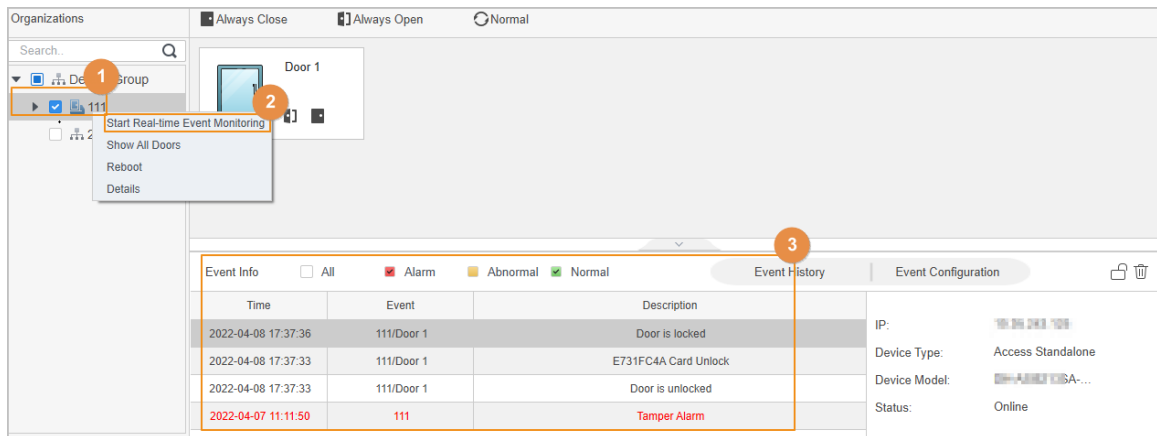 Organizations
Always Close Always Open Normal
Search..
Door 1
1
Group
111
2
Start Real-time Event Monitoring
Show All Doors
Reboot
Details
3
Event Info All Alarm Abnormal Normal Event History Event Configuration
Time Event Description
2022-04-08 17:37:36 111/Door 1 Door is locked
2022-04-08 17:37:33 111/Door 1 E731FC4A Card Unlock
2022-04-08 17:37:33 111/Door 1 Door is unlocked
2022-04-07 11:11:50 111 Tamper Alarm
IP:
Device Type: Access Standalone
Device Model: SA-...
Status: Online